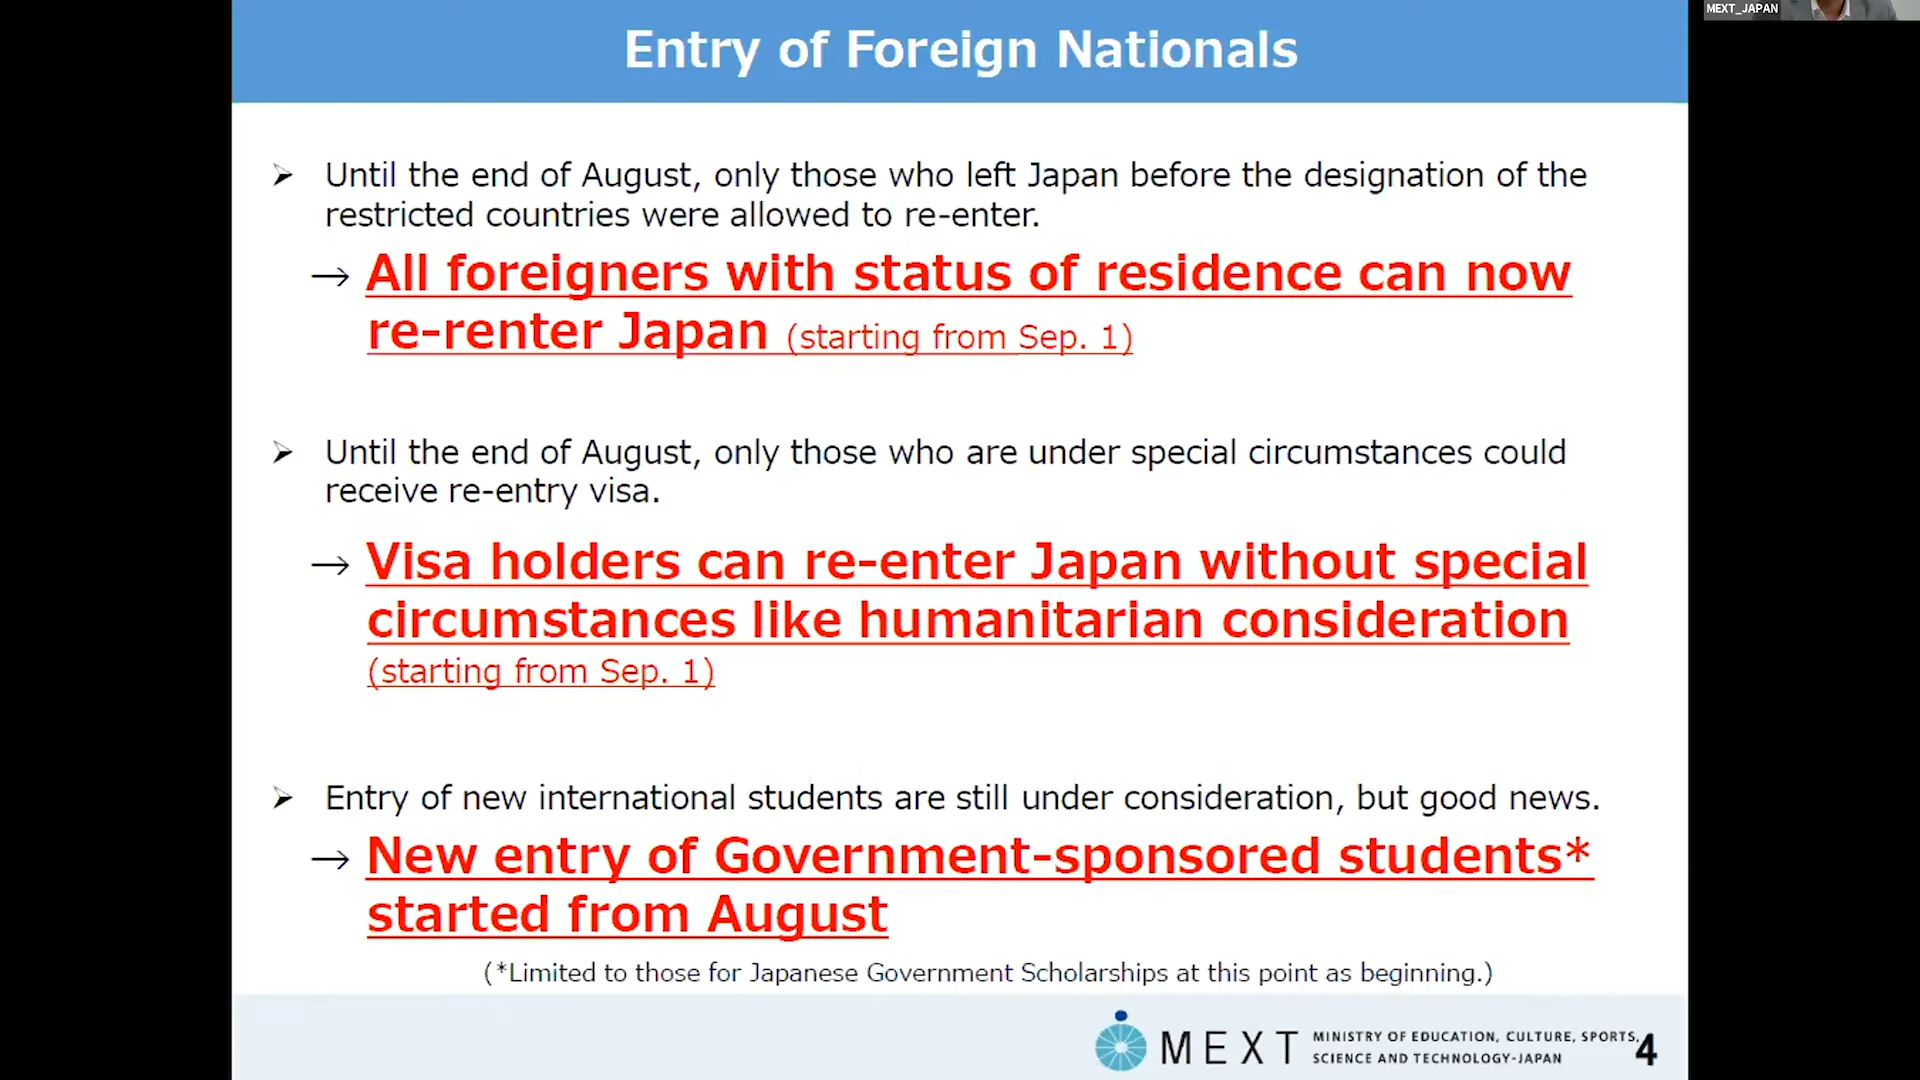 MEXT_JAPAN
Entry of Foreign Nationals
➢ Until the end of August, only those who left Japan before the designation of the
restricted countries were allowed to re-enter.
→ All foreigners with status of residence can now
re-renter Japan (starting from Sep. 1)
➢ Until the end of August, only those who are under special circumstances could
receive re-entry visa.
→ Visa holders can re-enter Japan without special
circumstances like humanitarian consideration
(starting from Sep. 1)
➢ Entry of new international students are still under consideration, but good news.
→ New entry of Government-sponsored students*
started from August
(*Limited to those for Japanese Government Scholarships at this point as beginning.)
MEXT
MINISTRY OF EDUCATION, CULTURE, SPORTS,
SCIENCE AND TECHNOLOGY-JAPAN
4